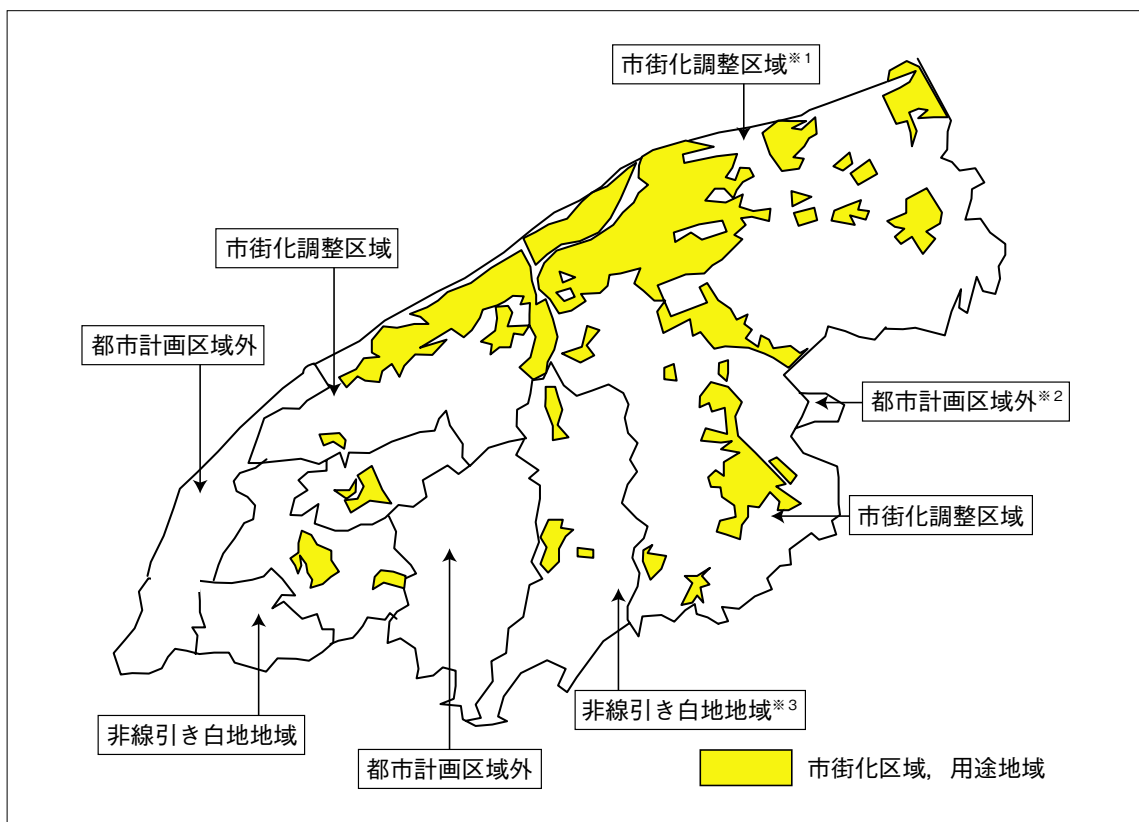 市街化調整区域※1
市街化調整区域
都市計画区域外
都市計画区域外※2
市街化調整区域
非線引き白地地域※3
非線引き白地地域
都市計画区域外
市街化区域，用途地域